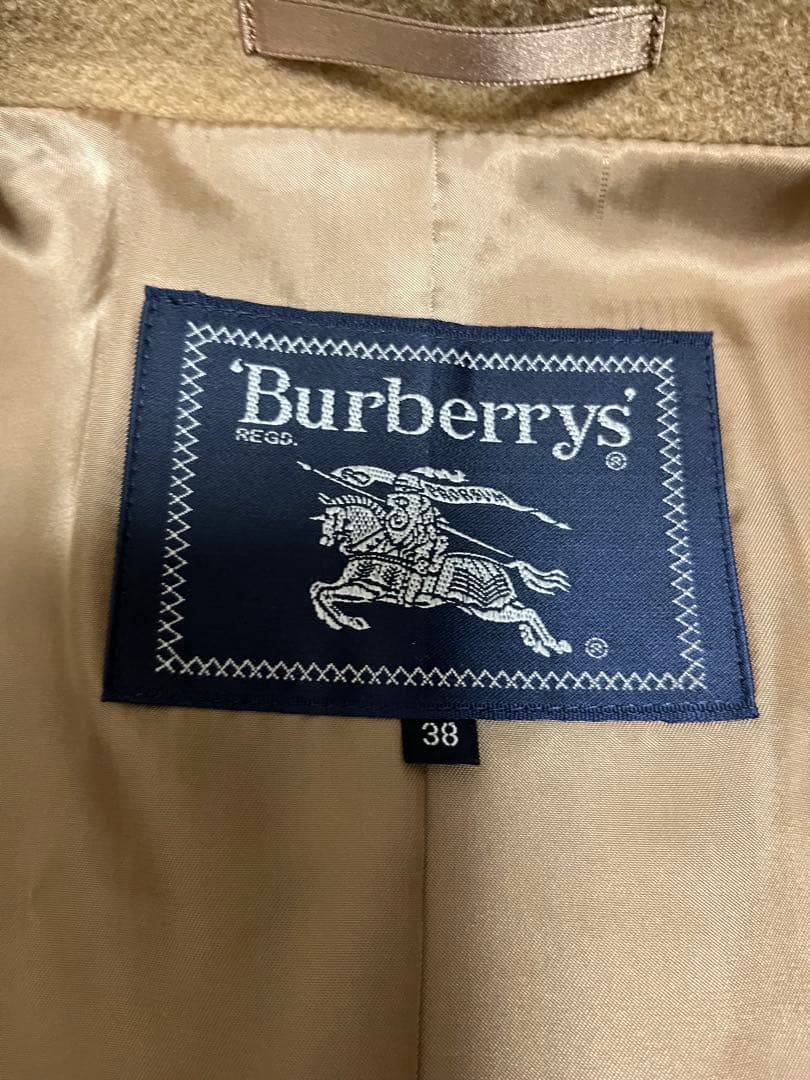 'Burberrys'
REGD.
®
PRORSUM
®
38